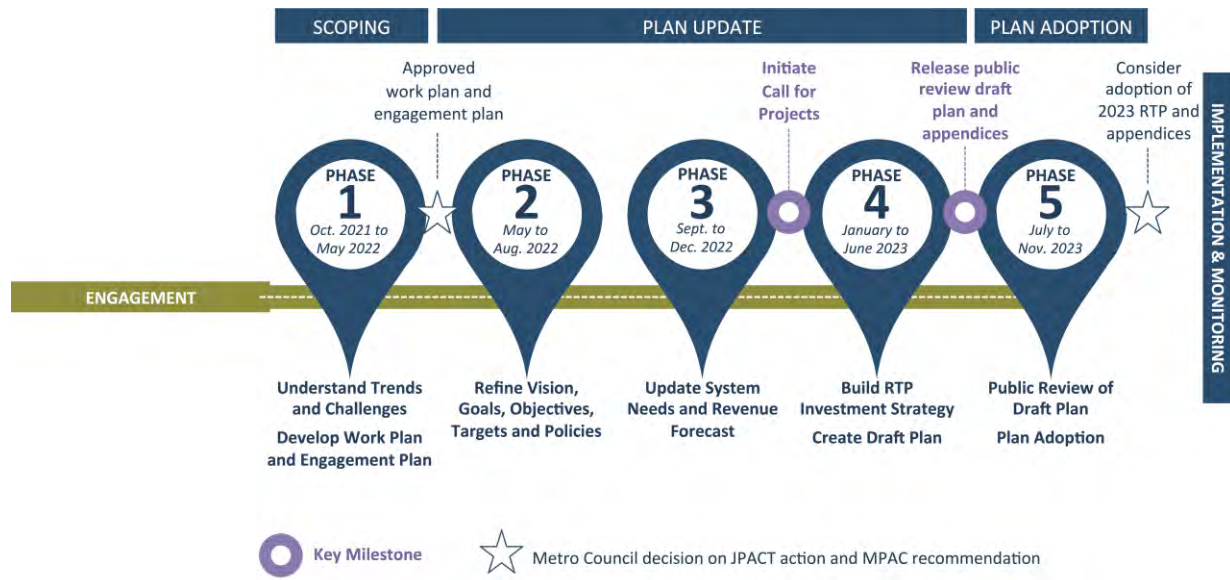 SCOPING
PLAN UPDATE
PLAN ADOPTION
Approved
work plan and
engagement plan
Initiate
Call for
Projects
Release public
review draft
plan and
appendices
Consider
adoption of
2023 RTP and
appendices
PHASE
1
Oct. 2021 to
May 2022
PHASE
2
May to
Aug. 2022
PHASE
3
Sept. to
Dec. 2022
PHASE
4
January to
June 2023
PHASE
5
July to
Nov. 2023
IMPLEMENTATION & MONITORING
ENGAGEMENT
Understand Trends
and Challenges
Develop Work Plan
and Engagement Plan
Refine Vision,
Goals, Objectives,
Targets and Policies
Update System
Needs and Revenue
Forecast
Build RTP
Investment Strategy
Create Draft Plan
Public Review of
Draft Plan
Plan Adoption
Key Milestone
Metro Council decision on JPACT action and MPAC recommendation